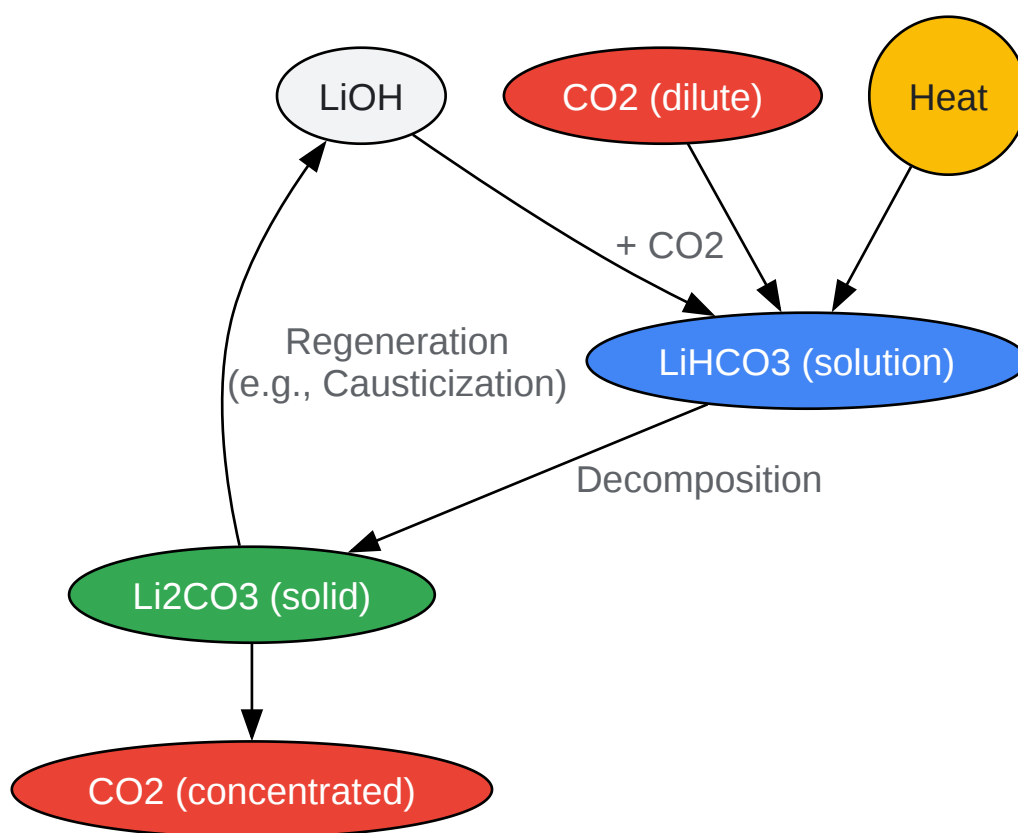 LiOH
CO2 (dilute)
Heat
+ CO2
Regeneration
(e.g., Causticization)
LiHCO3 (solution)
Decomposition
Li2CO3 (solid)
CO2 (concentrated)